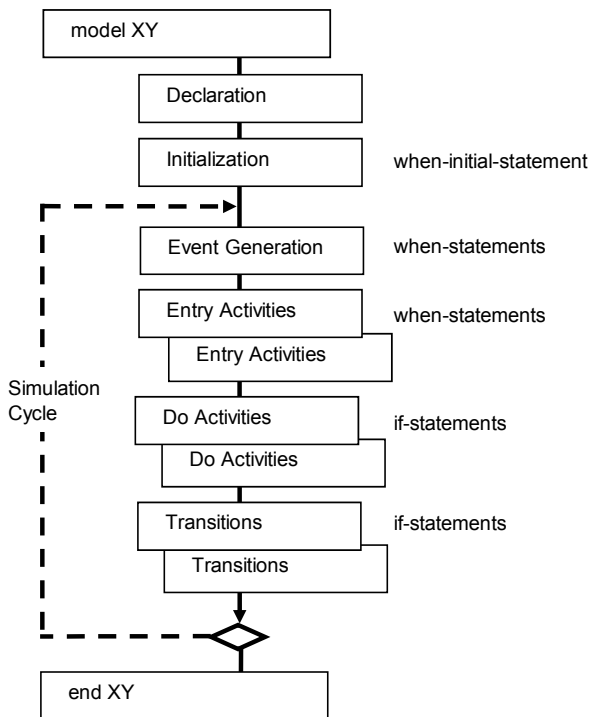 model XY
Declaration
Initialization
when-initial-statement
Event Generation
when-statements
Entry Activities
when-statements
Entry Activities
Simulation
Cycle
Do Activities
if-statements
Do Activities
Transitions
if-statements
Transitions
end XY